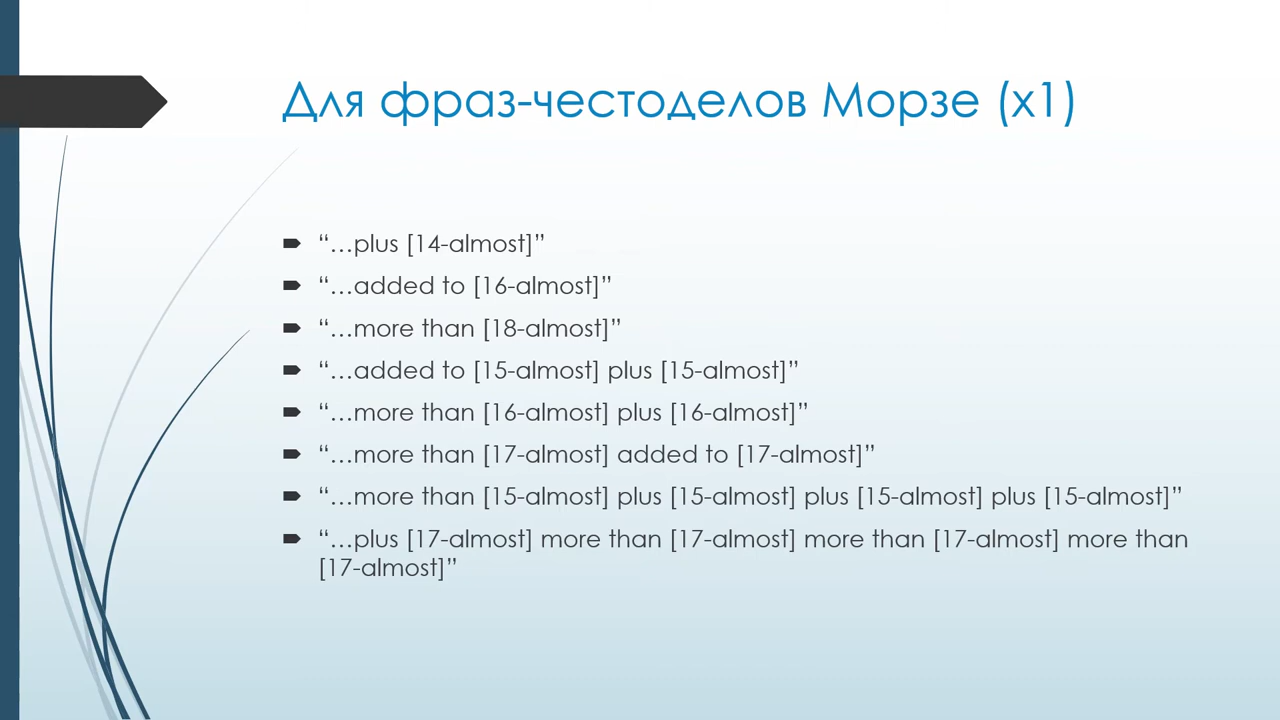 Для фраз-честоделов Морзе (x1)
“…plus [14-almost]”
“…added to [16-almost]”
“…more than [18-almost]”
“…added to [15-almost] plus [15-almost]”
“…more than [16-almost] plus [16-almost]”
“…more than [17-almost] added to [17-almost]”
“…more than [15-almost] plus [15-almost] plus [15-almost] plus [15-almost]”
“…plus [17-almost] more than [17-almost] more than [17-almost] more than
[17-almost]”